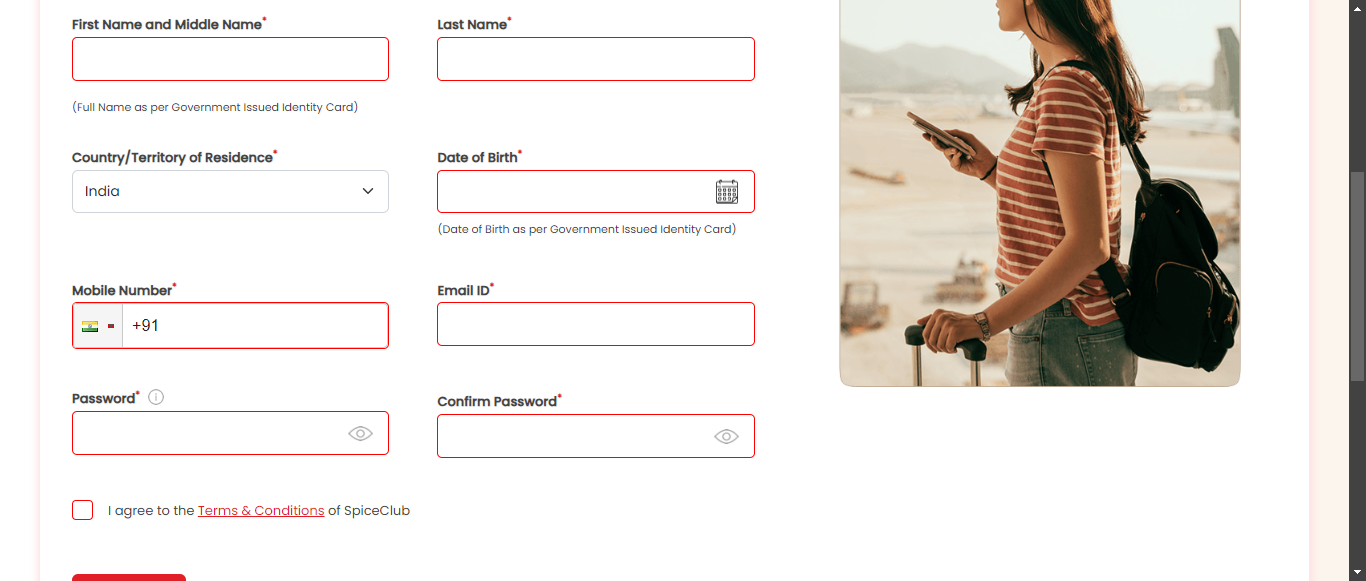 First Name and Middle Name*
Last Name*
(Full Name as per Government Issued Identity Card)
Country/Territory of Residence*
Date of Birth*
India
(Date of Birth as per Government Issued Identity Card)
Mobile Number*
Email ID*
+91
Password*
Confirm Password*
I agree to the Terms & Conditions of SpiceClub